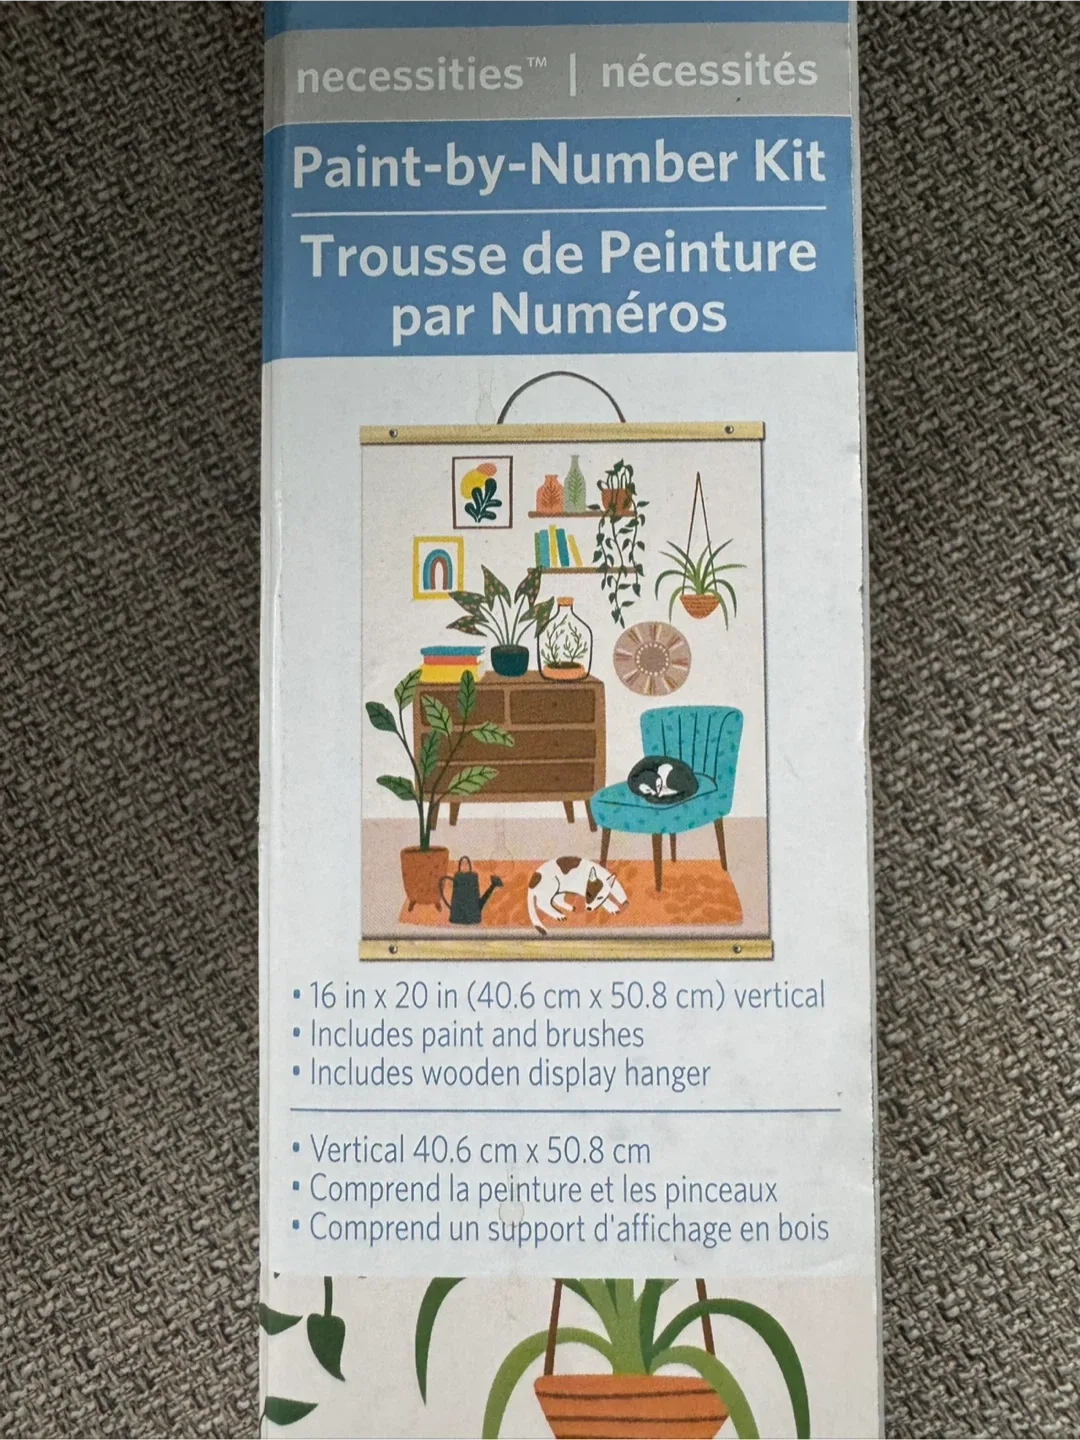 necessities™ | nécessités
Paint-by-Number Kit
Trousse de Peinture
par Numéros
• 16 in x 20 in (40.6 cm x 50.8 cm) vertical
• Includes paint and brushes
• Includes wooden display hanger
• Vertical 40.6 cm x 50.8 cm
• Comprend la peinture et les pinceaux
• Comprend un support d'affichage en bois